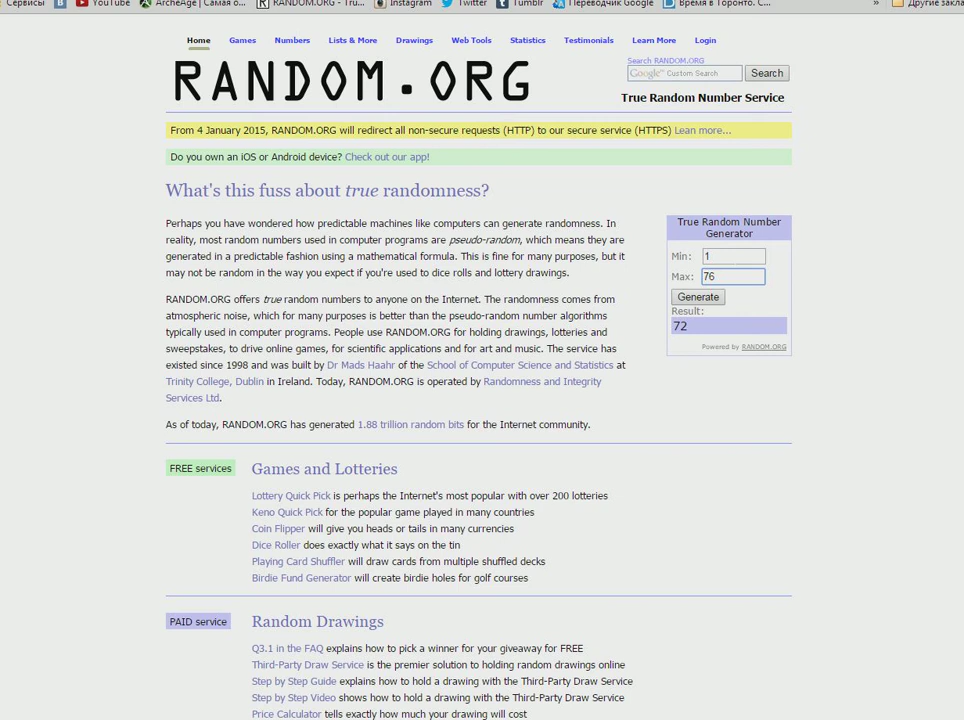 Сервисы YouTube ArcheAge | Самая о... RANDOM.ORG - Tru... Instagram Twitter Tumblr Переводчик Google Время в Торонто. С... » Другие закла
Home Games Numbers Lists & More Drawings Web Tools Statistics Testimonials Learn More Login
Search RANDOM.ORG
RANDOM.ORG
Google™ Custom Search Search
True Random Number Service
From 4 January 2015, RANDOM.ORG will redirect all non-secure requests (HTTP) to our secure service (HTTPS) Lean more...
Do you own an iOS or Android device? Check out our app!
What's this fuss about true randomness?
Perhaps you have wondered how predictable machines like computers can generate randomness. In
reality, most random numbers used in computer programs are pseudo-random, which means they are
generated in a predictable fashion using a mathematical formula. This is fine for many purposes, but it
may not be random in the way you expect if you're used to dice rolls and lottery drawings.
RANDOM.ORG offers true random numbers to anyone on the Internet. The randomness comes from
atmospheric noise, which for many purposes is better than the pseudo-random number algorithms
typically used in computer programs. People use RANDOM.ORG for holding drawings, lotteries and
sweepstakes, to drive online games, for scientific applications and for art and music. The service has
existed since 1998 and was built by Dr Mads Haahr of the School of Computer Science and Statistics at
Trinity College, Dublin in Ireland. Today, RANDOM.ORG is operated by Randomness and Integrity
Services Ltd.
As of today, RANDOM.ORG has generated 1.88 trillion random bits for the Internet community.
True Random Number
Generator
Min: 1
Max: 76
Generate
Result:
72
Powered by RANDOM.ORG
FREE services
Games and Lotteries
Lottery Quick Pick is perhaps the Internet's most popular with over 200 lotteries
Keno Quick Pick for the popular game played in many countries
Coin Flipper will give you heads or tails in many currencies
Dice Roller does exactly what it says on the tin
Playing Card Shuffler will draw cards from multiple shuffled decks
Birdie Fund Generator will create birdie holes for golf courses
PAID service
Random Drawings
Q3.1 in the FAQ explains how to pick a winner for your giveaway for FREE
Third-Party Draw Service is the premier solution to holding random drawings online
Step by Step Guide explains how to hold a drawing with the Third-Party Draw Service
Step by Step Video shows how to hold a drawing with the Third-Party Draw Service
Price Calculator tells exactly how much your drawing will cost